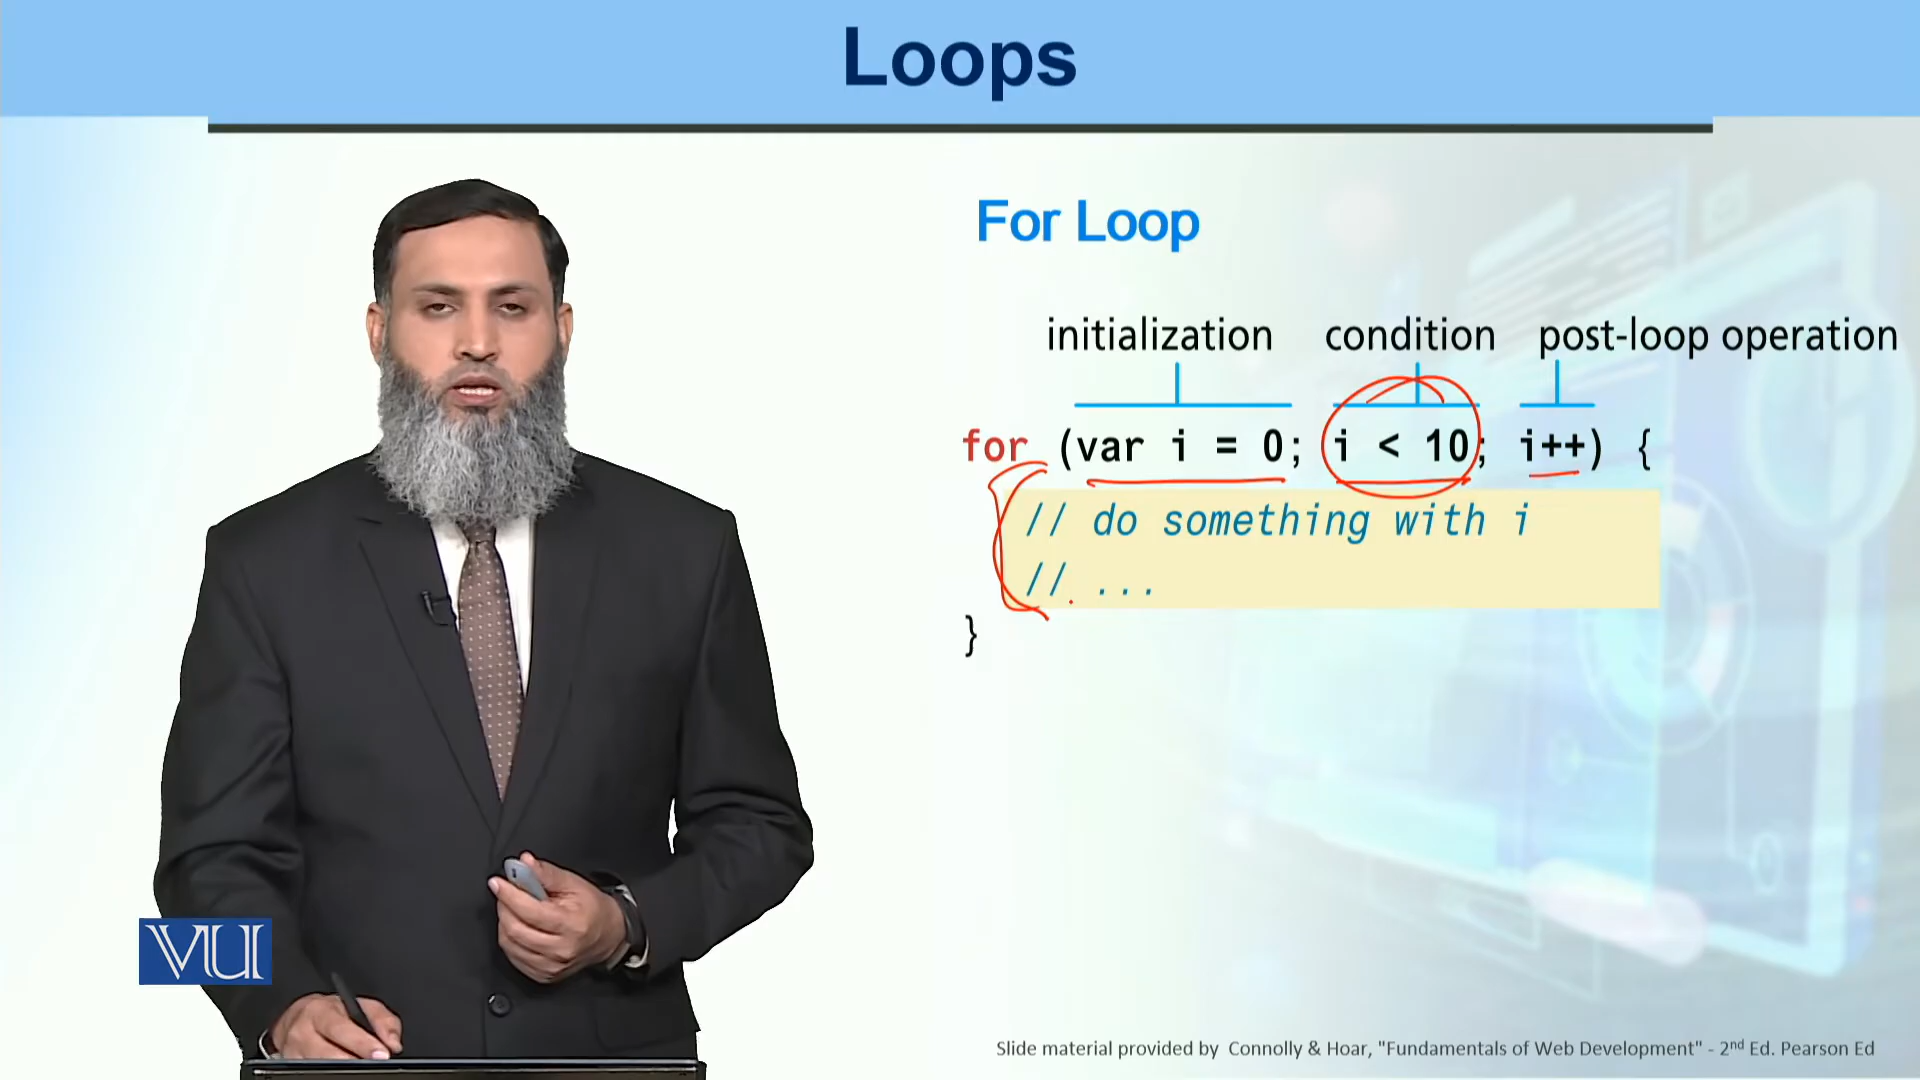 Loops
For Loop
initialization condition post-loop operation
for (var i = 0; i < 10; i++) {
// do something with i
// ...
}
VU
Slide material provided by Connolly & Hoar, "Fundamentals of Web Development" - 2nd Ed. Pearson Ed